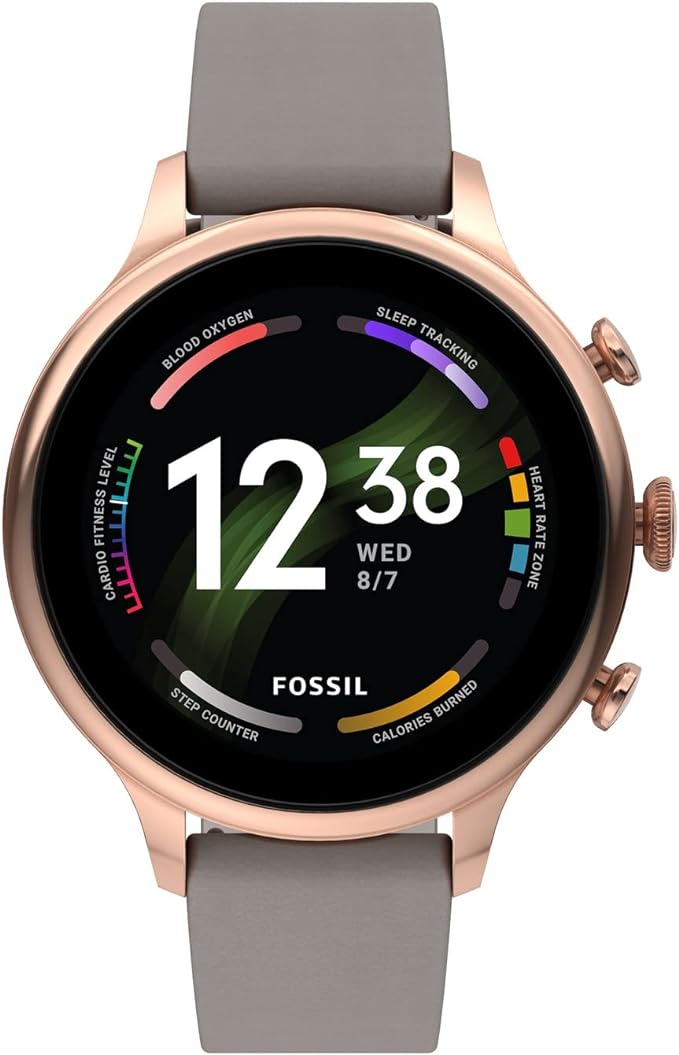 BLOOD OXYGEN
SLEEP TRACKING
CARDIO FITNESS LEVEL
12
38
WED
8/7
HEART RATE ZONE
FOSSIL
STEP COUNTER
CALORIES BURNED